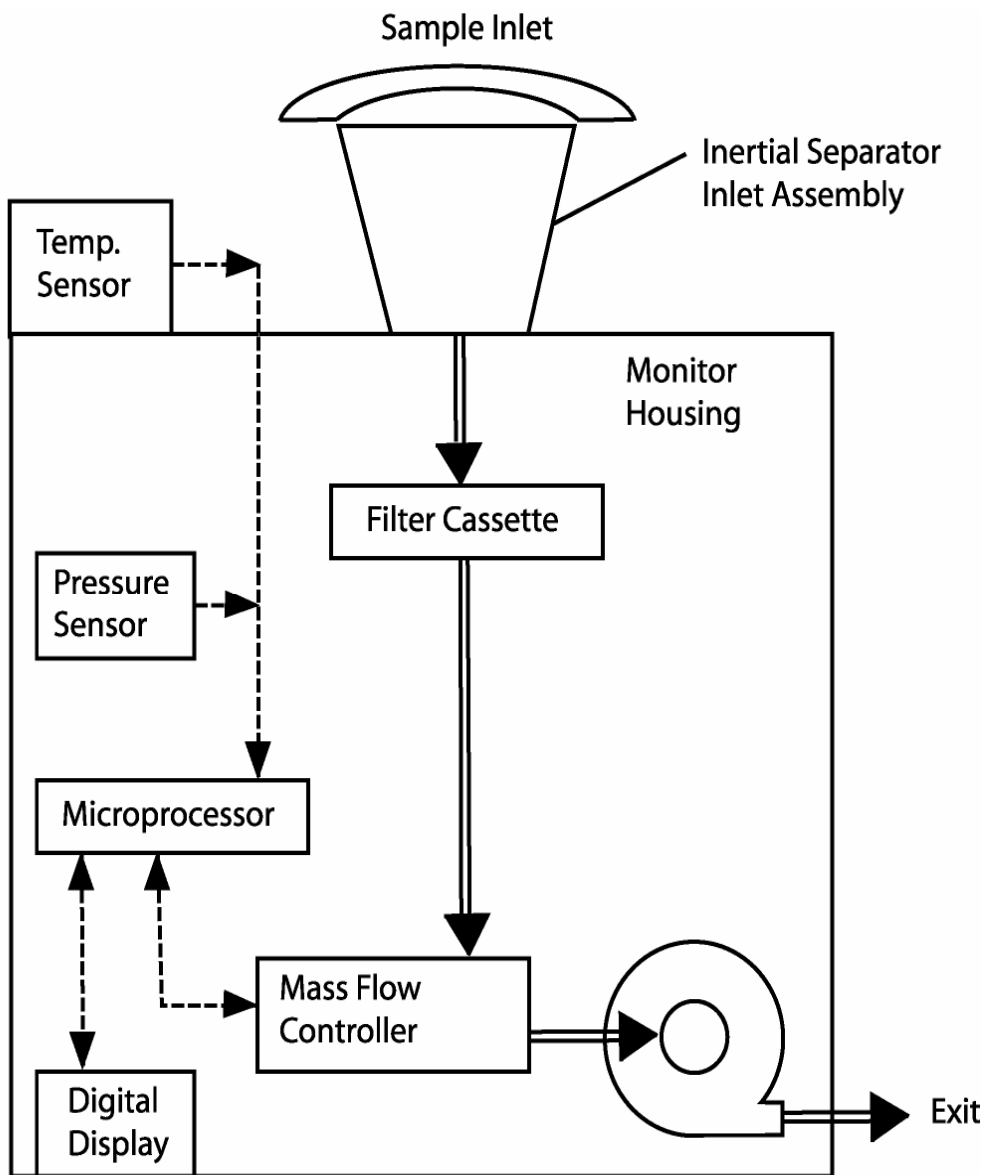 Sample Inlet
Inertial Separator
Inlet Assembly
Temp.
Sensor
Monitor
Housing
Filter Cassette
Pressure
Sensor
Microprocessor
Mass Flow
Controller
Digital
Display
Exit